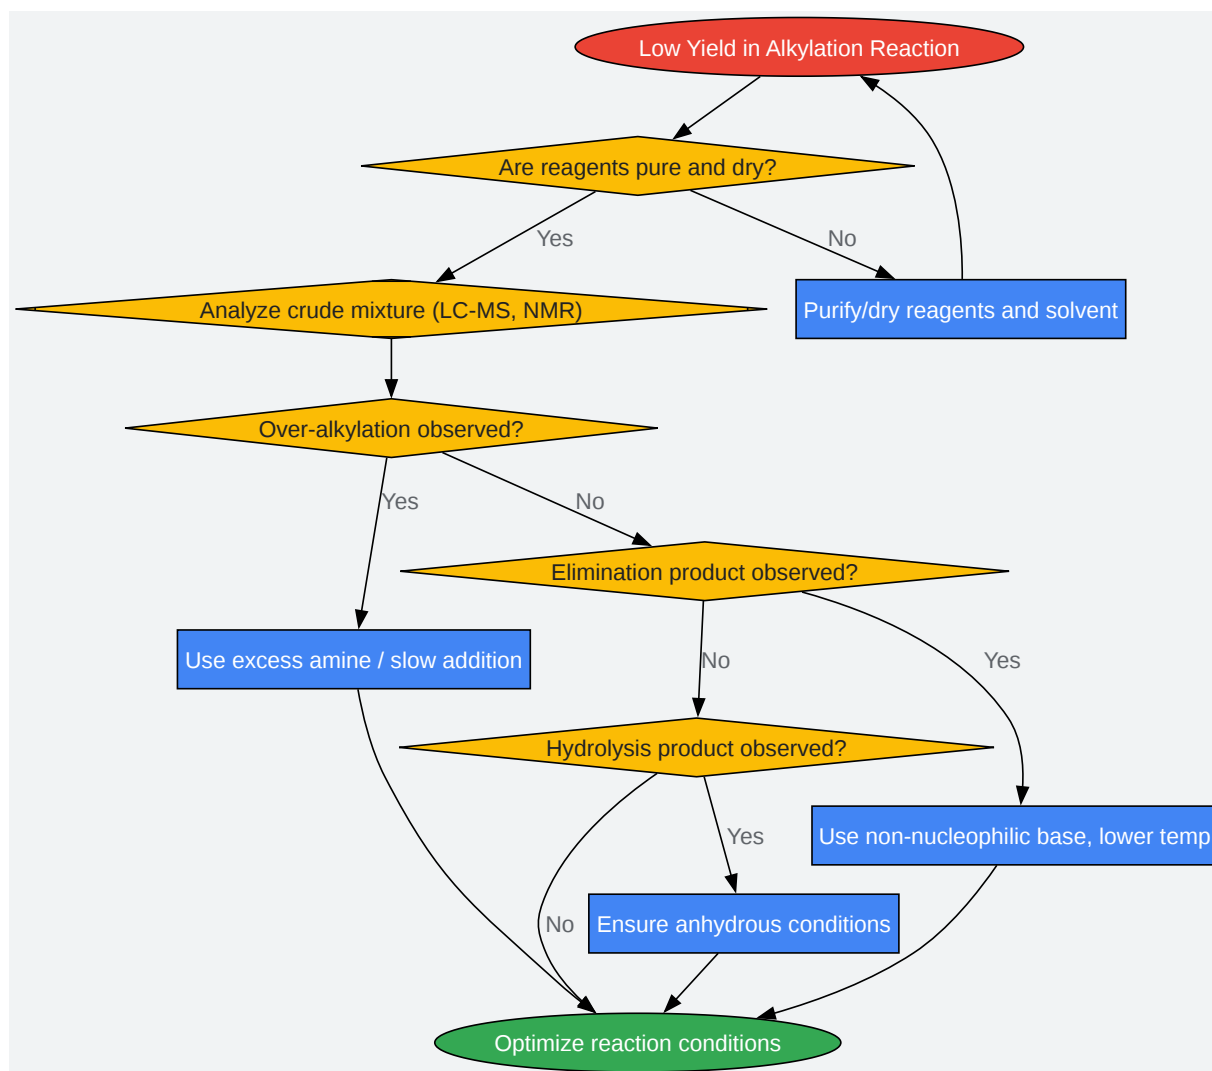 Low Yield in Alkylation Reaction
Are reagents pure and dry?
Yes
No
Analyze crude mixture (LC-MS, NMR)
Purify/dry reagents and solvent
Over-alkylation observed?
Yes
No
Elimination product observed?
Use excess amine / slow addition
No
Yes
Hydrolysis product observed?
Yes
Use non-nucleophilic base, lower temp
No
Ensure anhydrous conditions
Optimize reaction conditions